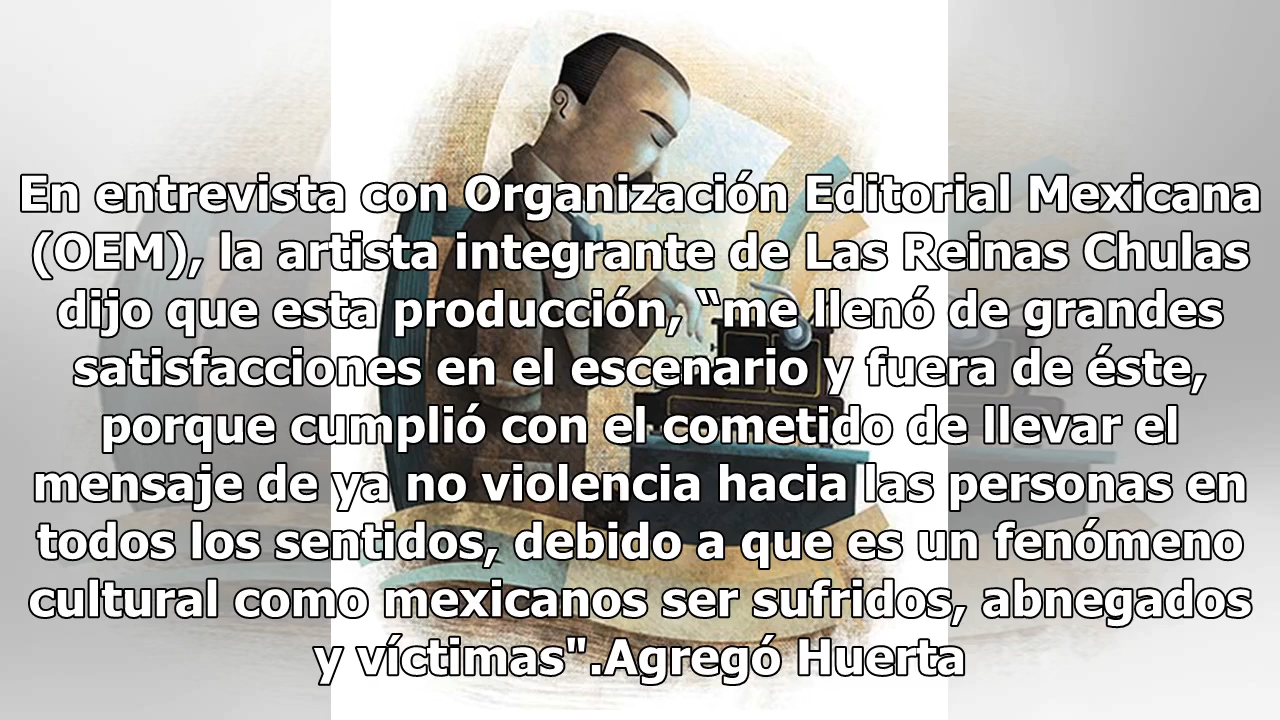 En entrevista con Organización Editorial Mexicana
(OEM), la artista integrante de Las Reinas Chulas
dijo que esta producción, “me llenó de grandes
satisfacciones en el escenario y fuera de éste,
porque cumplió con el cometido de llevar el
mensaje de ya no violencia hacia las personas en
todos los sentidos, debido a que es un fenómeno
cultural como mexicanos ser sufridos, abnegados
y víctimas".Agregó Huerta